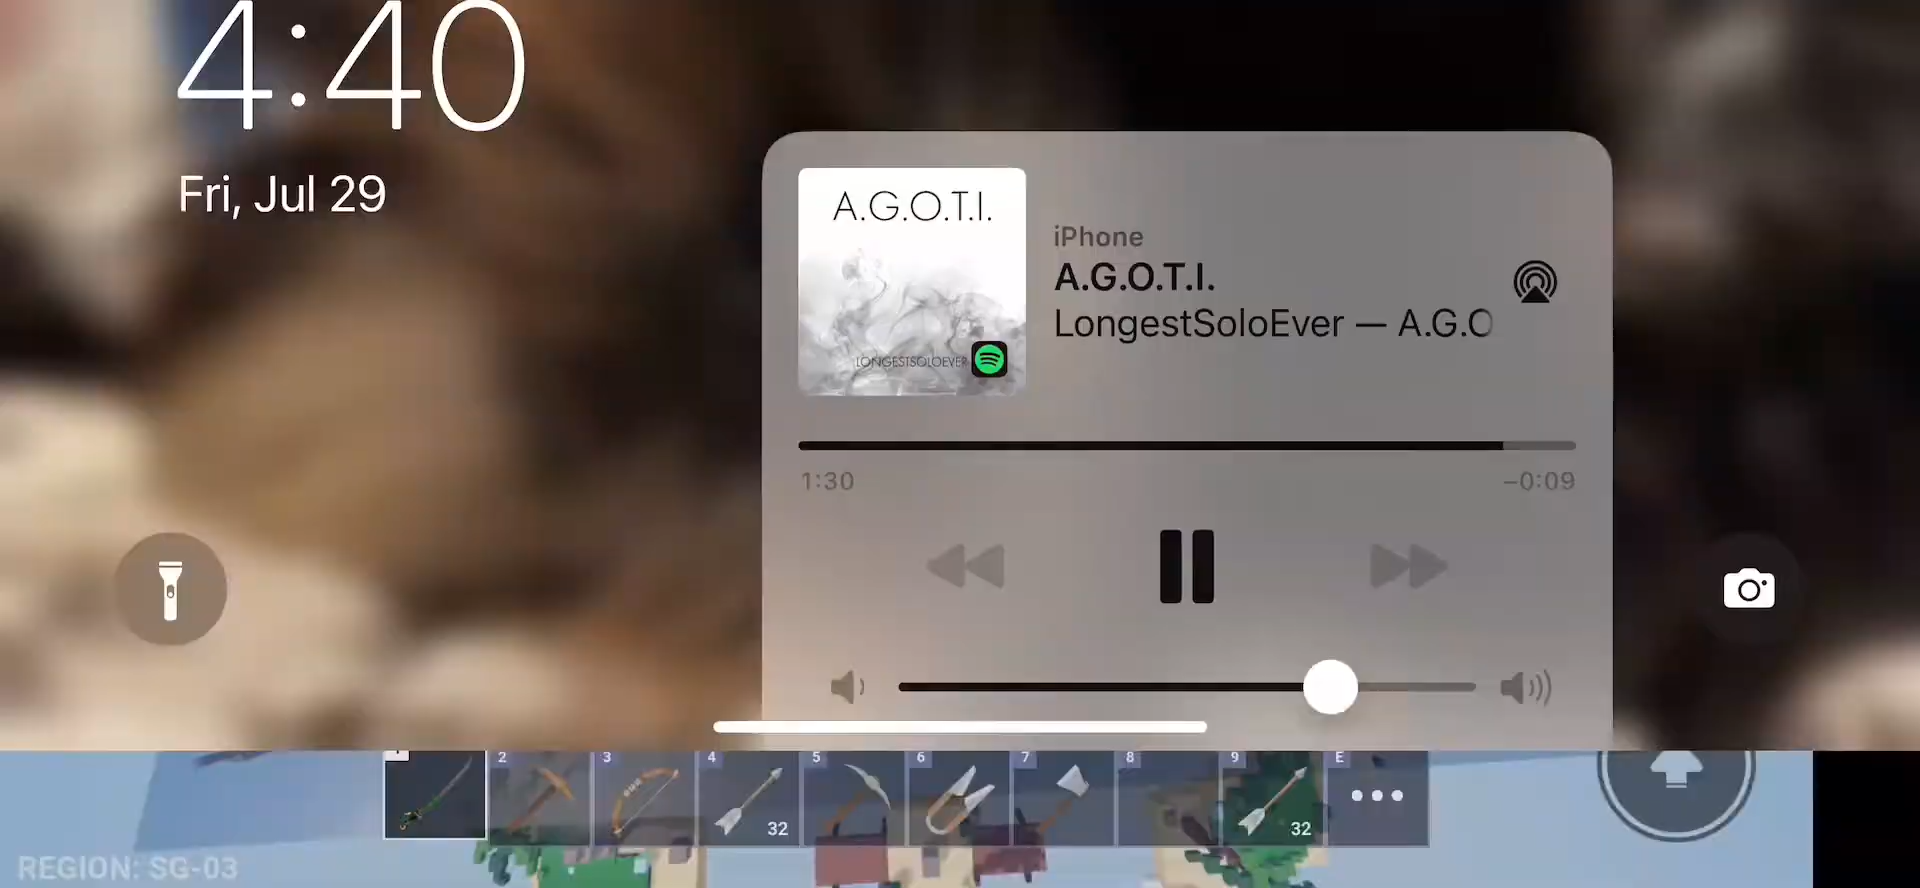 4:40
Fri, Jul 29
A.G.O.T.I.
LONGESTSOLOEVER
iPhone
A.G.O.T.I.
LongestSoloEver — A.G.O
1:30
−0:09
2
3
4
32
5
6
7
8
9
32
E
REGION: SG-03